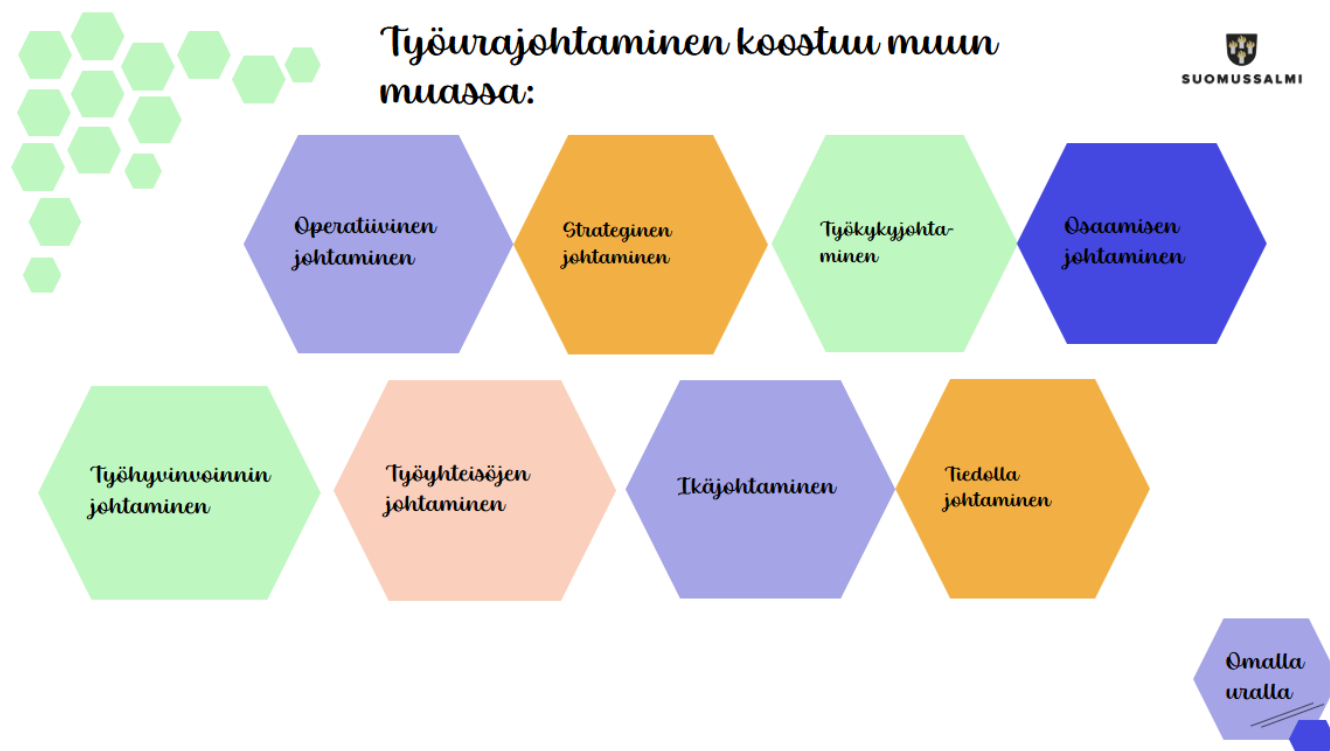 Työurajohtaminen koostuu muun
muassa:
SUOMUSSALMI
Operatiivinen
johtaminen
Strateginen
johtaminen
Työkykyjohta-
minen
Osaamisen
johtaminen
Työhyvinvoinnin
johtaminen
Työyhteisöjen
johtaminen
Ikäjohtaminen
Tiedolla
johtaminen
Omalla
uralla